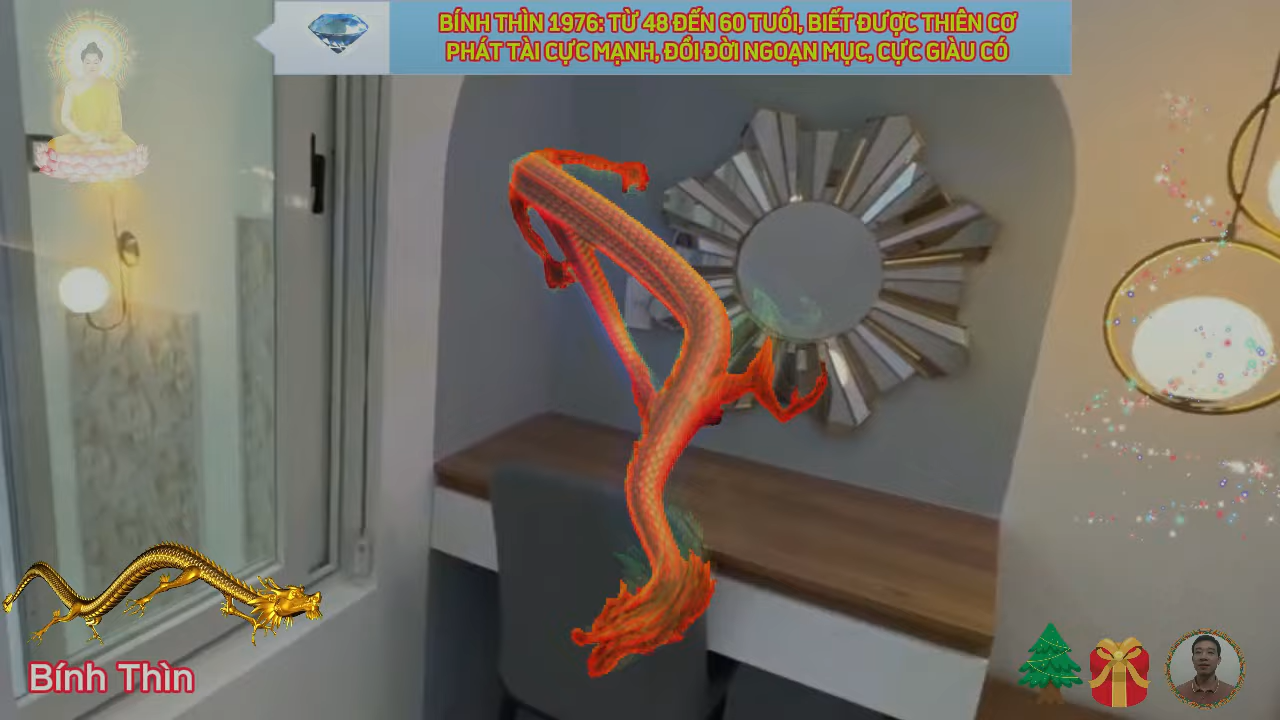 BÍNH THÌN 1976: TỪ 48 ĐẾN 60 TUỔI, BIẾT ĐƯỢC THIÊN CƠ
PHÁT TÀI CỰC MẠNH, ĐỔI ĐỜI NGOẠN MỤC, CỰC GIÀU CÓ
Bính Thìn